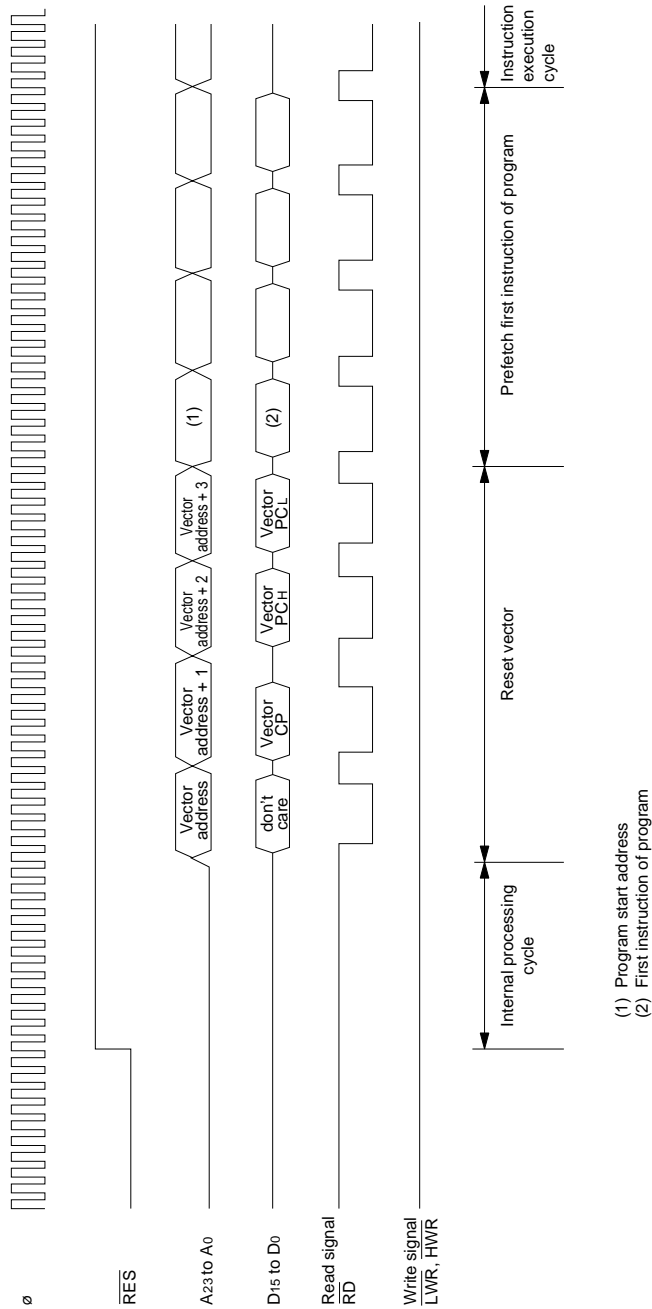 ø
RES
A23 to A0
D15 to D0
Read signal
RD
Write signal
LWR, HWR
Vector
address
Vector
address + 1
Vector
address + 2
Vector
address + 3
(1)
don't
care
Vector
CP
Vector
PCH
Vector
PCL
(2)
Internal processing
cycle
Reset vector
Prefetch first instruction of program
Instruction
execution
cycle
(1) Program start address
(2) First instruction of program